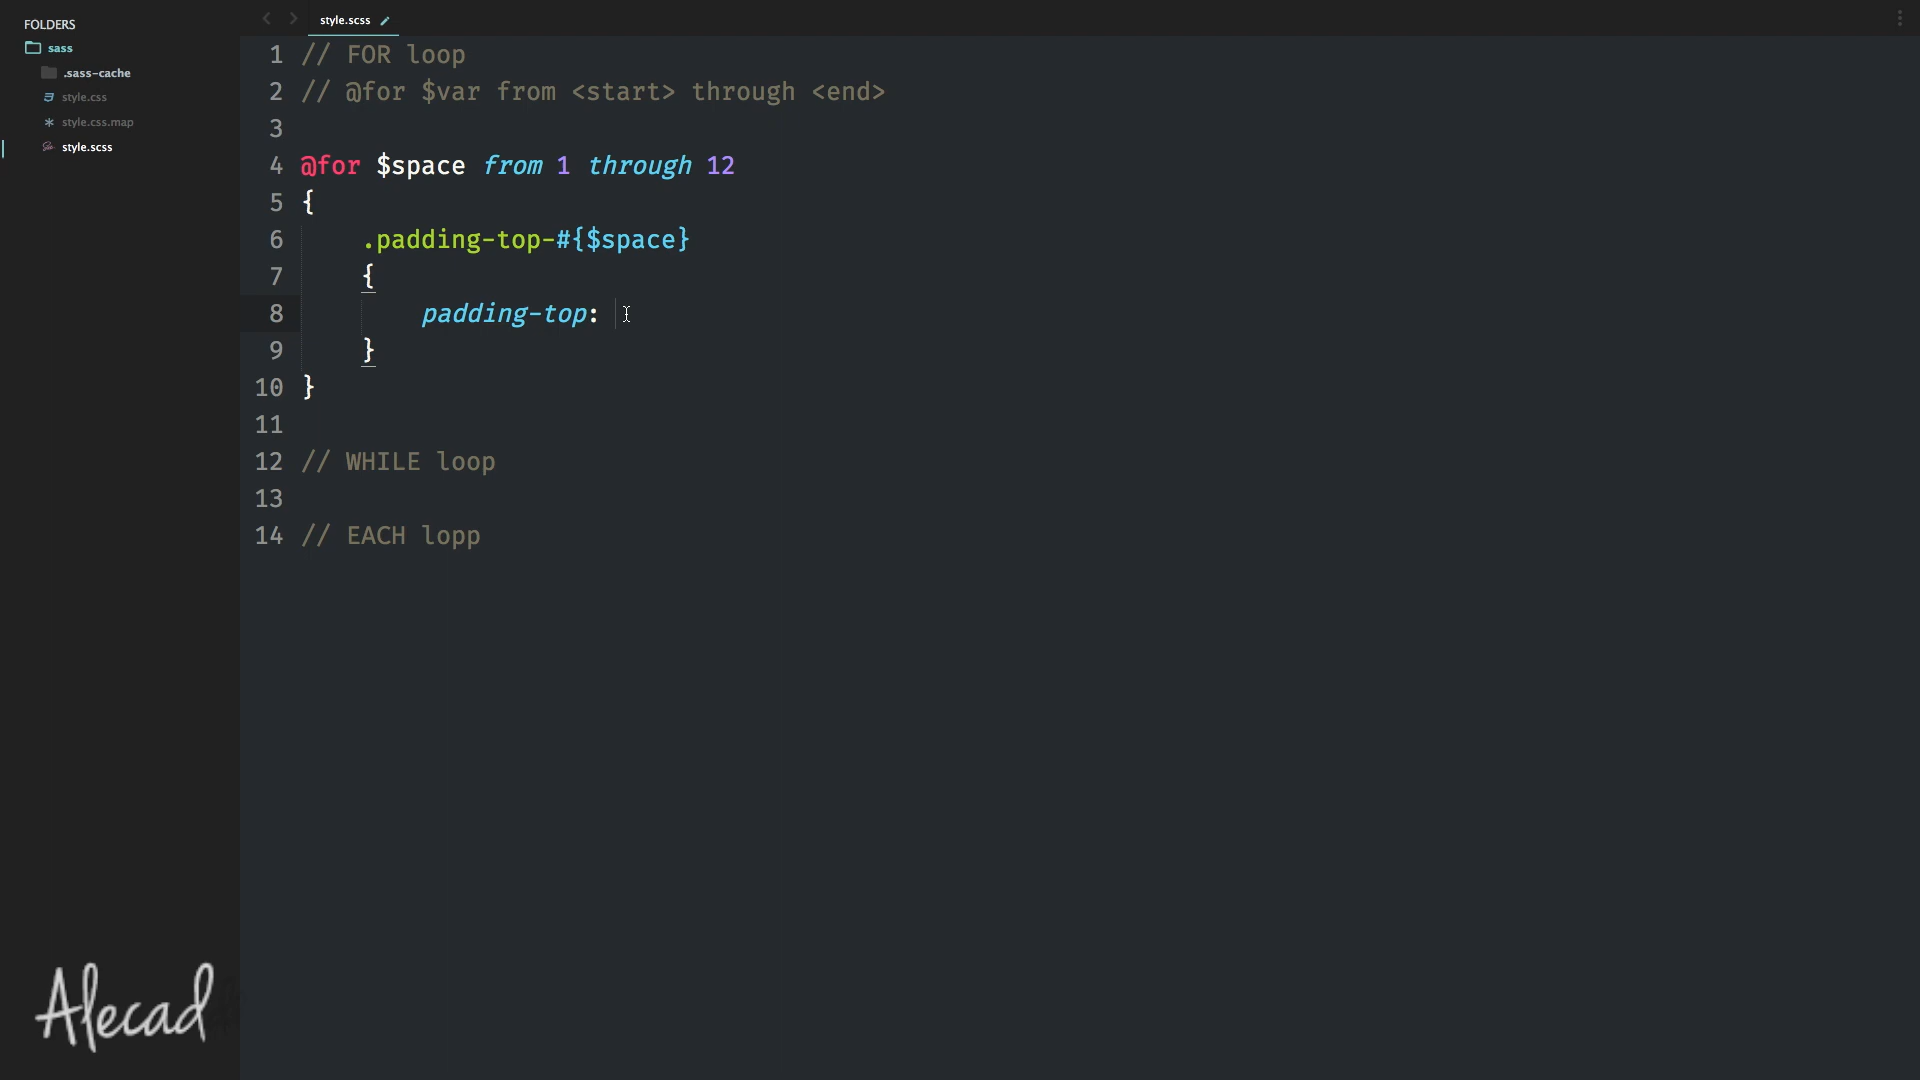 FOLDERS
sass
.sass-cache
style.css
style.css.map
style.scss
style.scss
1 // FOR loop
2 // @for $var from <start> through <end>
3
4 @for $space from 1 through 12
5 {
6 .padding-top-#{$space}
7 {
8 padding-top:
9 }
10 }
11
12 // WHILE loop
13
14 // EACH lopp
Alecad